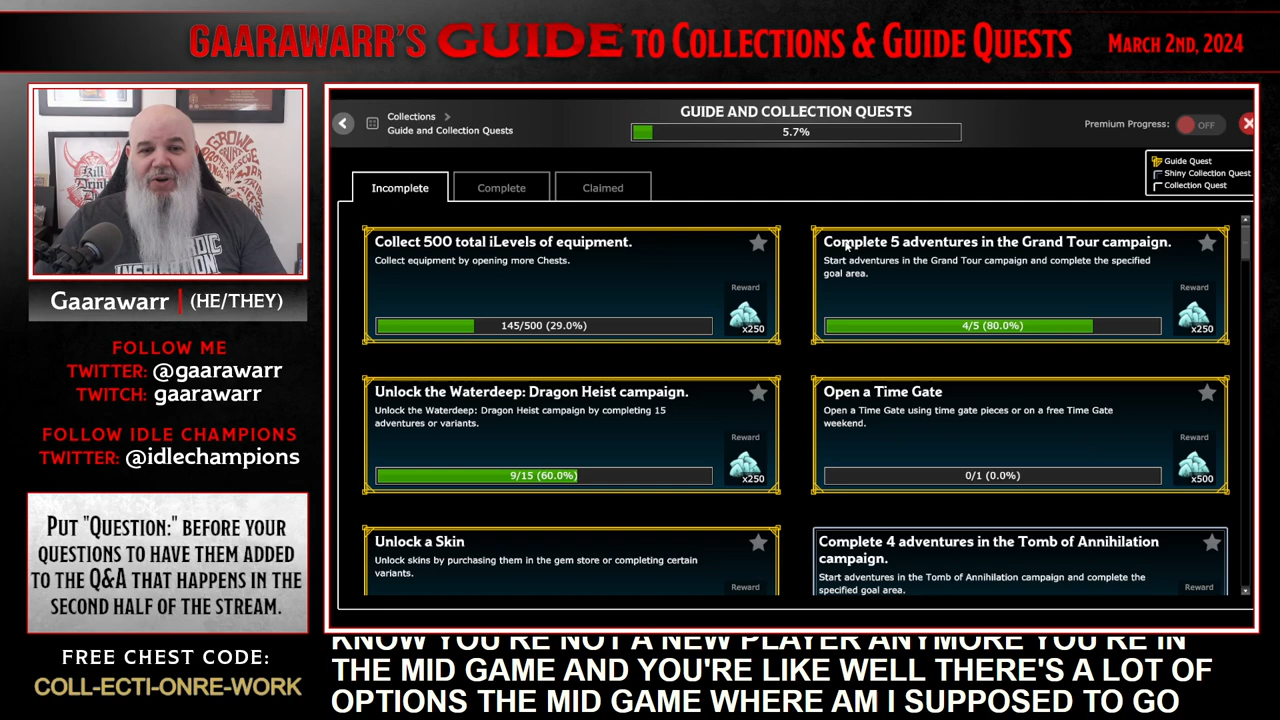 GAARAWARR'S GUIDE TO COLLECTIONS & GUIDE QUESTS
MARCH 2ND, 2024
Gaarawarr | (HE/THEY)
FOLLOW ME
TWITTER: @gaarawarr
TWITCH: gaarawarr
FOLLOW IDLE CHAMPIONS
TWITTER: @idlechampions
PUT "QUESTION:" BEFORE YOUR
QUESTIONS TO HAVE THEM ADDED
TO THE Q&A THAT HAPPENS IN THE
SECOND HALF OF THE STREAM.
FREE CHEST CODE:
COLL-ECTI-ONRE-WORK
Collections >
Guide and Collection Quests
GUIDE AND COLLECTION QUESTS
5.7%
Premium Progress: OFF
Guide Quest
Shiny Collection Quest
Collection Quest
Incomplete
Complete
Claimed
Collect 500 total iLevels of equipment.
Collect equipment by opening more Chests.
Reward
145/500 (29.0%)
x250
Complete 5 adventures in the Grand Tour campaign.
Start adventures in the Grand Tour campaign and complete the specified
goal area.
Reward
4/5 (80.0%)
x250
Unlock the Waterdeep: Dragon Heist campaign.
Unlock the Waterdeep: Dragon Heist campaign by completing 15
adventures or variants.
Reward
9/15 (60.0%)
x250
Open a Time Gate
Open a Time Gate using time gate pieces or on a free Time Gate
weekend.
Reward
0/1 (0.0%)
x500
Unlock a Skin
Unlock skins by purchasing them in the gem store or completing certain
variants.
Reward
Complete 4 adventures in the Tomb of Annihilation
campaign.
Start adventures in the Tomb of Annihilation campaign and complete the
specified goal area.
Reward
KNOW YOU'RE NOT A NEW PLAYER ANYMORE YOU'RE IN
THE MID GAME AND YOU'RE LIKE WELL THERE'S A LOT OF
OPTIONS THE MID GAME WHERE AM I SUPPOSED TO GO